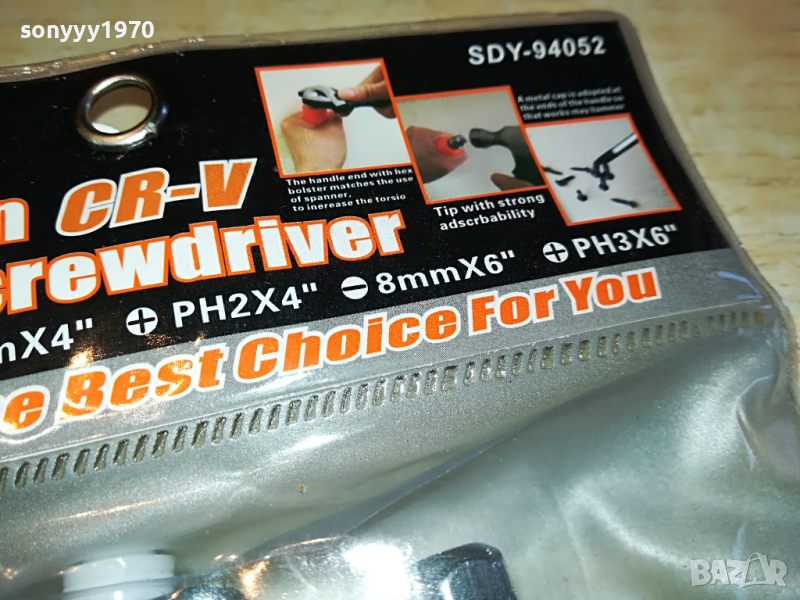 sonyyy1970
SDY-94052
A metal cap is adopted at
the ends of the handle so
that works may hammer
The handle end with hex
bolster matches the use
of spanner,
to inerease the torsio
Tip with strong
adscrbability
n CR-V
crewdriver
mX4" PH2X4" 8mmX6" PH3X6"
e Best Choice For You
BAZAR